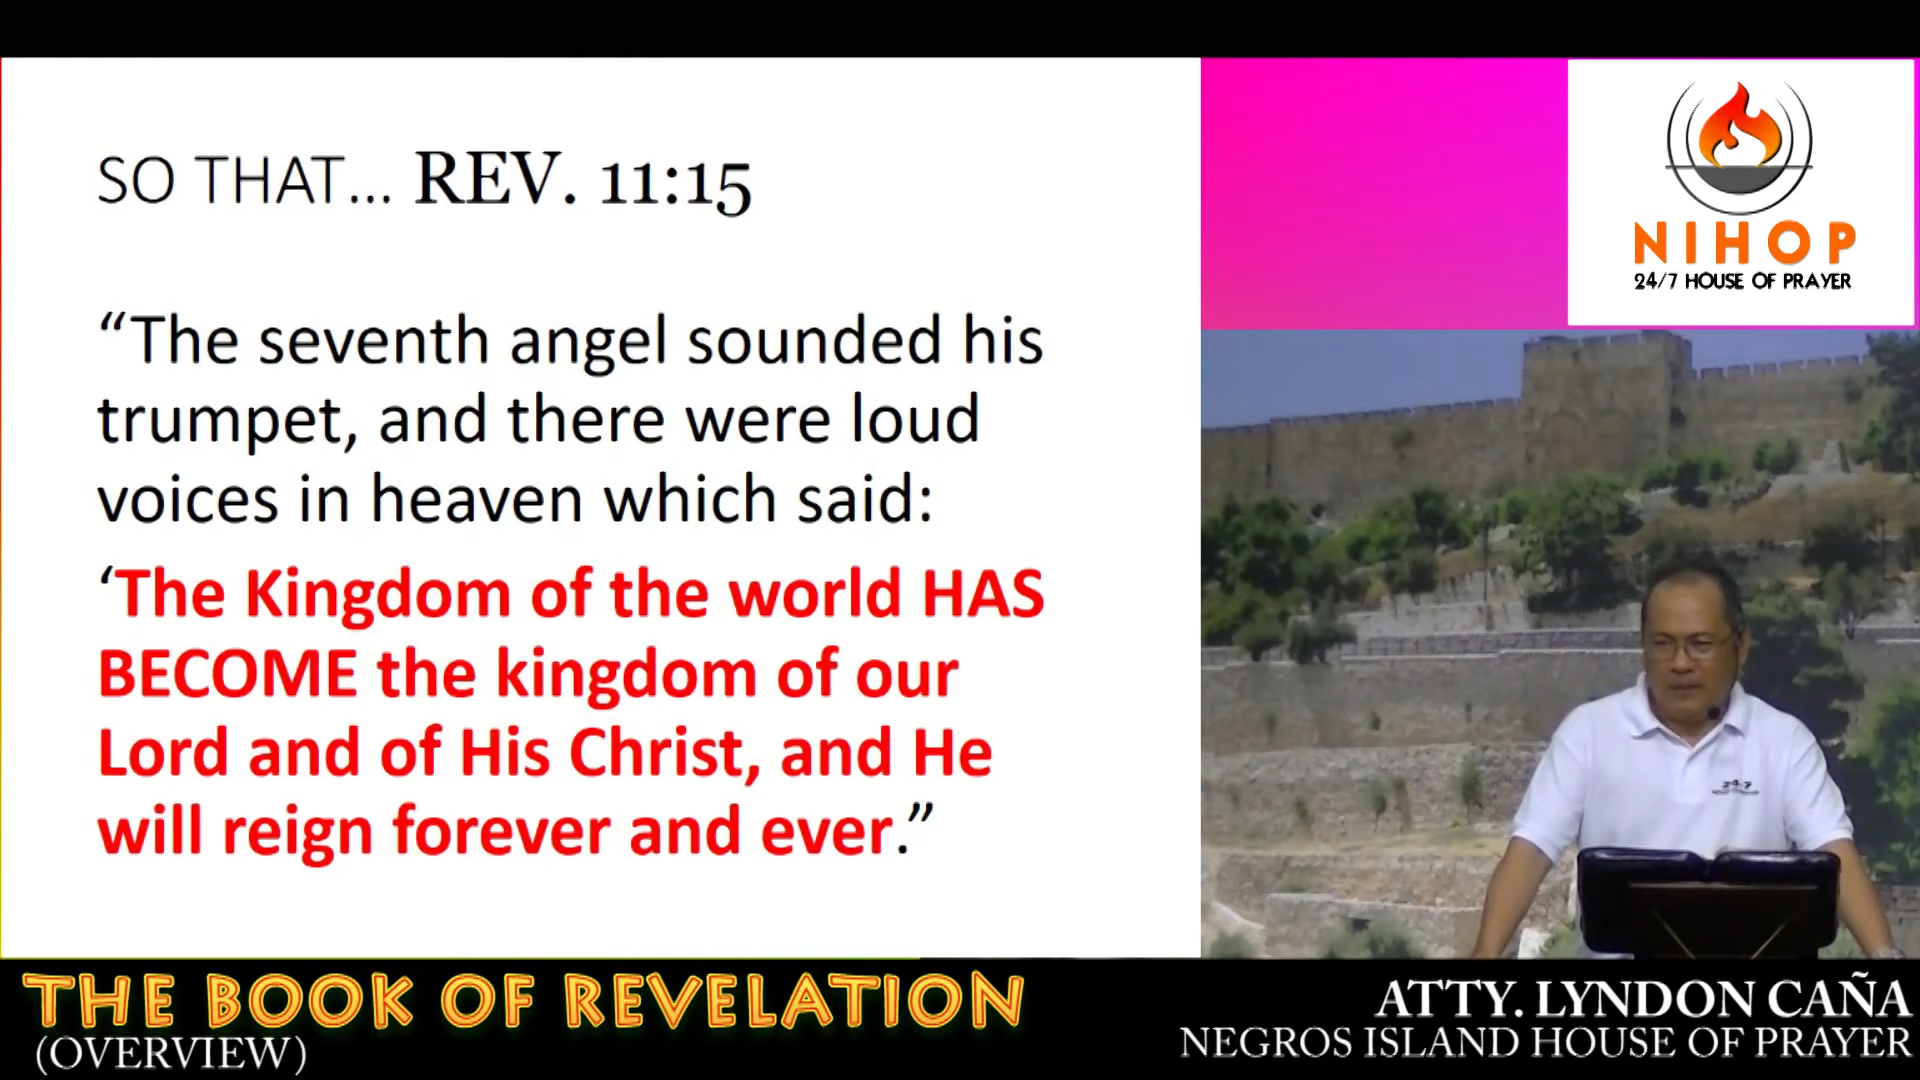 SO THAT... REV. 11:15
“The seventh angel sounded his
trumpet, and there were loud
voices in heaven which said:
‘The Kingdom of the world HAS
BECOME the kingdom of our
Lord and of His Christ, and He
will reign forever and ever.”
NIHOP
24/7 HOUSE OF PRAYER
24-7
THE BOOK OF REVELATION
(OVERVIEW)
ATTY. LYNDON CAÑA
NEGROS ISLAND HOUSE OF PRAYER